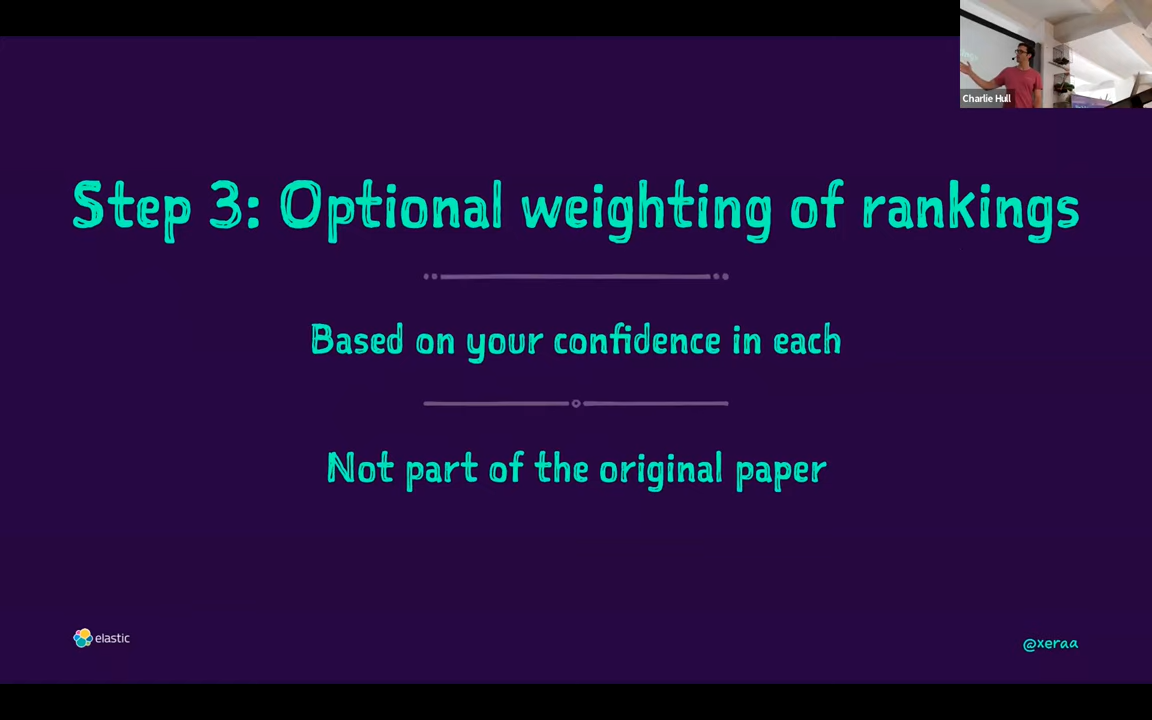 Charlie Hull
Step 3: Optional weighting of rankings
Based on your confidence in each
Not part of the original paper
elastic
@xeraa